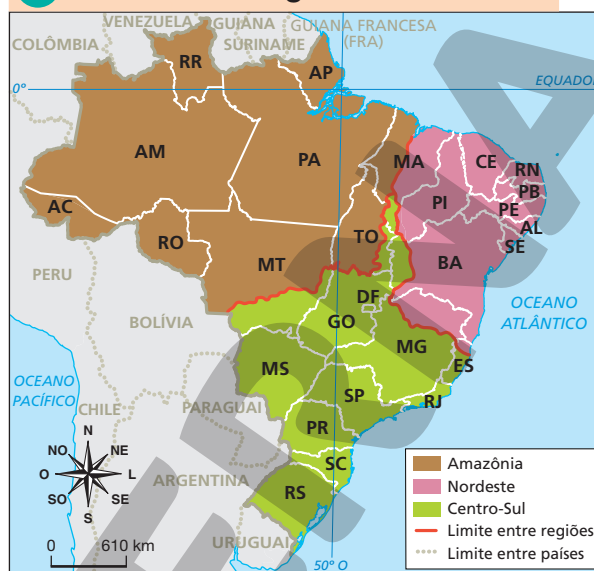 VENEZUELA
GUIANA
GUIANA FRANCESA
(FRA)
COLÔMBIA
SURINAME
RR
AP
0º
EQUADOR
AM
PA
MA
CE
RN
PB
PI
PE
AC
AL
TO
SE
RO
MT
BA
PERU
DF
OCEANO
ATLÂNTICO
BOLÍVIA
GO
MG
ES
MS
OCEANO
PACÍFICO
SP
RJ
CHILE
PARAGUAI
PR
N
NO
NE
SC
O
L
ARGENTINA
SO
SE
RS
S
URUGUAI
0 610 km
50º O
Amazônia
Nordeste
Centro-Sul
Limite entre regiões
Limite entre países